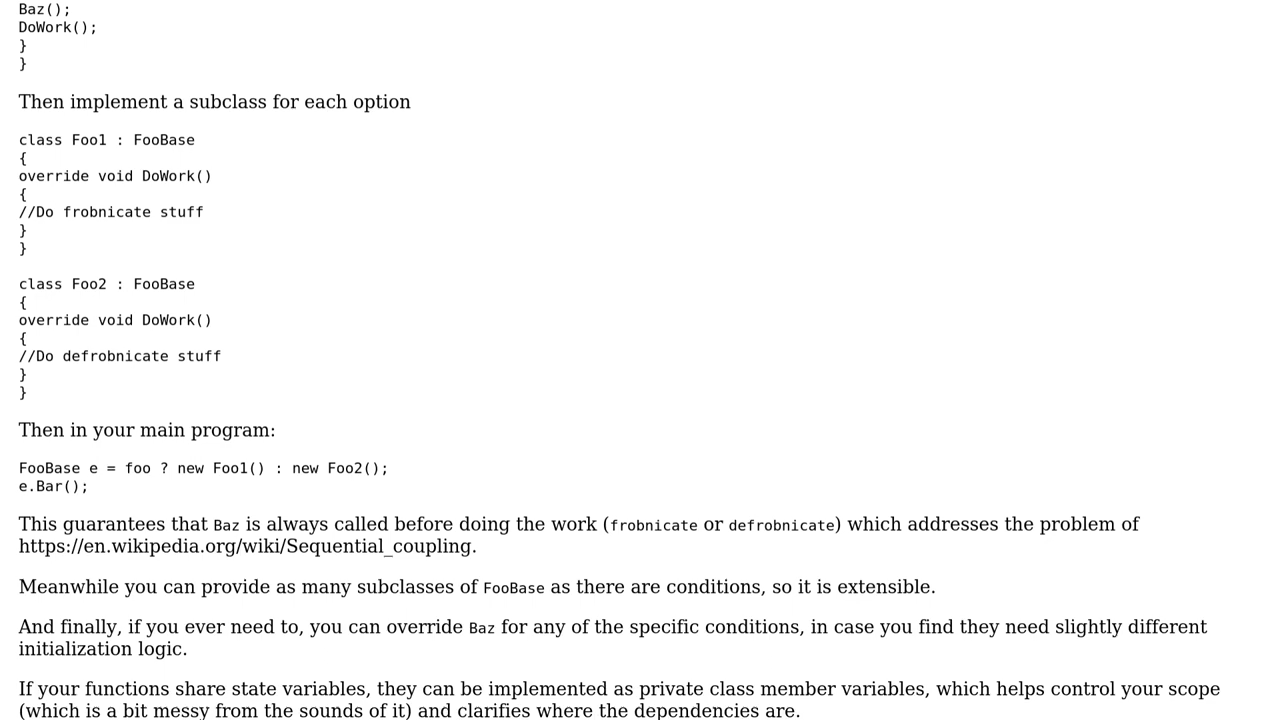 Baz();
DoWork();
}
}
Then implement a subclass for each option
class Foo1 : FooBase
{
override void DoWork()
{
//Do frobnicate stuff
}
}
class Foo2 : FooBase
{
override void DoWork()
{
//Do defrobnicate stuff
}
}
Then in your main program:
FooBase e = foo ? new Foo1() : new Foo2();
e.Bar();
This guarantees that Baz is always called before doing the work (frobnicate or defrobnicate) which addresses the problem of
https://en.wikipedia.org/wiki/Sequential_coupling.
Meanwhile you can provide as many subclasses of FooBase as there are conditions, so it is extensible.
And finally, if you ever need to, you can override Baz for any of the specific conditions, in case you find they need slightly different
initialization logic.
If your functions share state variables, they can be implemented as private class member variables, which helps control your scope
(which is a bit messy from the sounds of it) and clarifies where the dependencies are.